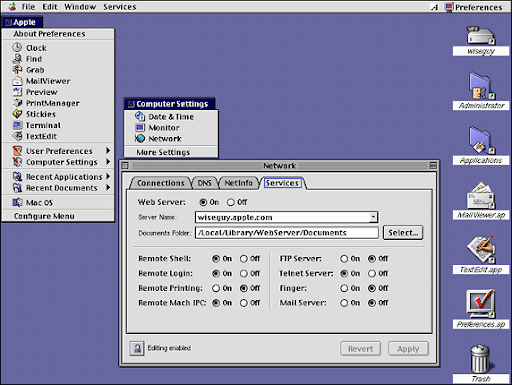 File Edit Window Services
Preferences
Apple
About Preferences
Clock
Find
Grab
MailViewer
Preview
PrintManager
Stickies
Terminal
TextEdit
User Preferences
Computer Settings
Recent Applications
Recent Documents
Mac OS
Configure Menu
Computer Settings
Date & Time
Monitor
Network
More Settings
Network
Connections DNS NetInfo Services
Web Server: On Off
Server Name: wiseguy.apple.com
Documents Folder: /Local/Library/WebServer/Documents Select...
Remote Shell: On Off FTP Server: On Off
Remote Login: On Off Telnet Server: On Off
Remote Printing: On Off Finger: On Off
Remote Mach IPC: On Off Mail Server: On Off
Editing enabled Revert Apply
wiseguy
Administrator
Applications
MailViewer.ap
TextEdit.app
Preferences.ap
Trash